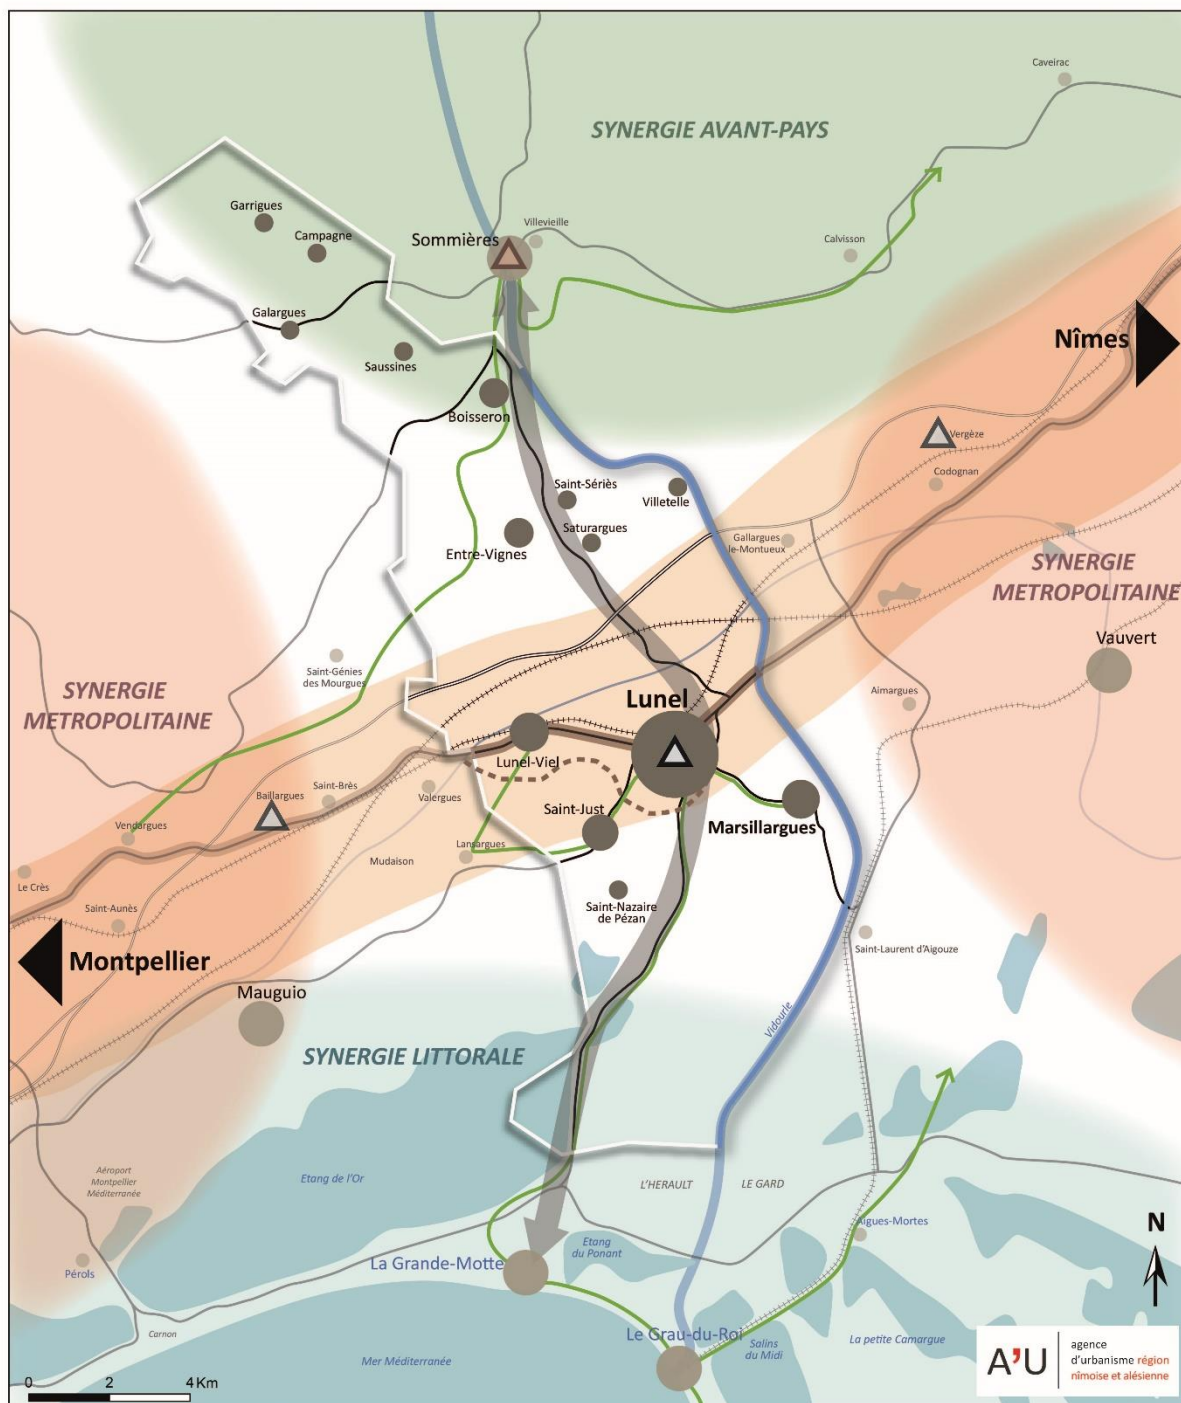 Caveirac
SYNERGIE AVANT-PAYS
Garrigues
Campagne
Sommières
Villevieille
Calvisson
Galargues
Saussines
Nîmes
Boisseron
Vergèze
Codognan
Saint-Sériès
Villetelle
Saturargues
Entre-Vignes
Gallargues
le-Montueux
SYNERGIE
METROPOLITAINE
Vauvert
Saint-Génies
des Mourgues
SYNERGIE
METROPOLITAINE
Lunel
Aimargues
Lunel-Viel
Baillargues
Saint-Brès
Valergues
Saint-Just
Marsillargues
Vendargues
Lansargues
Mudaison
Le Crès
Saint-Aunès
Saint-Nazaire
de Pézan
Saint-Laurent d'Aigouze
Montpellier
Mauguio
Vidourle
SYNERGIE LITTORALE
Aéroport
Montpellier
Méditerranée
Etang de l'Or
L'HERAULT
LE GARD
Aigues-Mortes
N
Etang
du Ponant
La Grande-Motte
Pérols
Carnon
Le Grau-du-Roi
Salins
du Midi
La petite Camargue
Mer Méditerranée
A'U
agence
d'urbanisme région
nîmoise et alésienne
0 2 4 Km